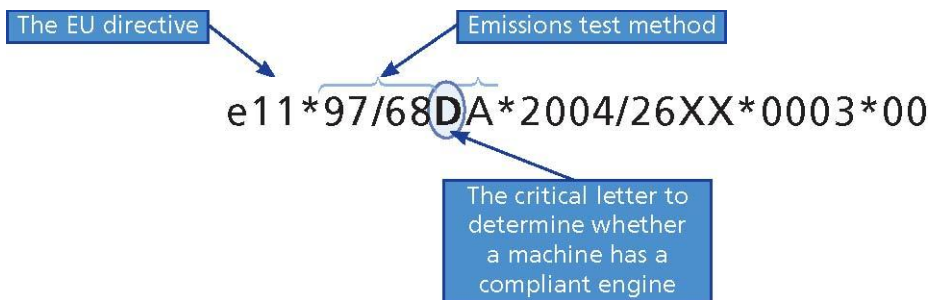 The EU directive
Emissions test method
e11*97/68DA*2004/26XX*0003*00
The critical letter to
determine whether
a machine has a
compliant engine